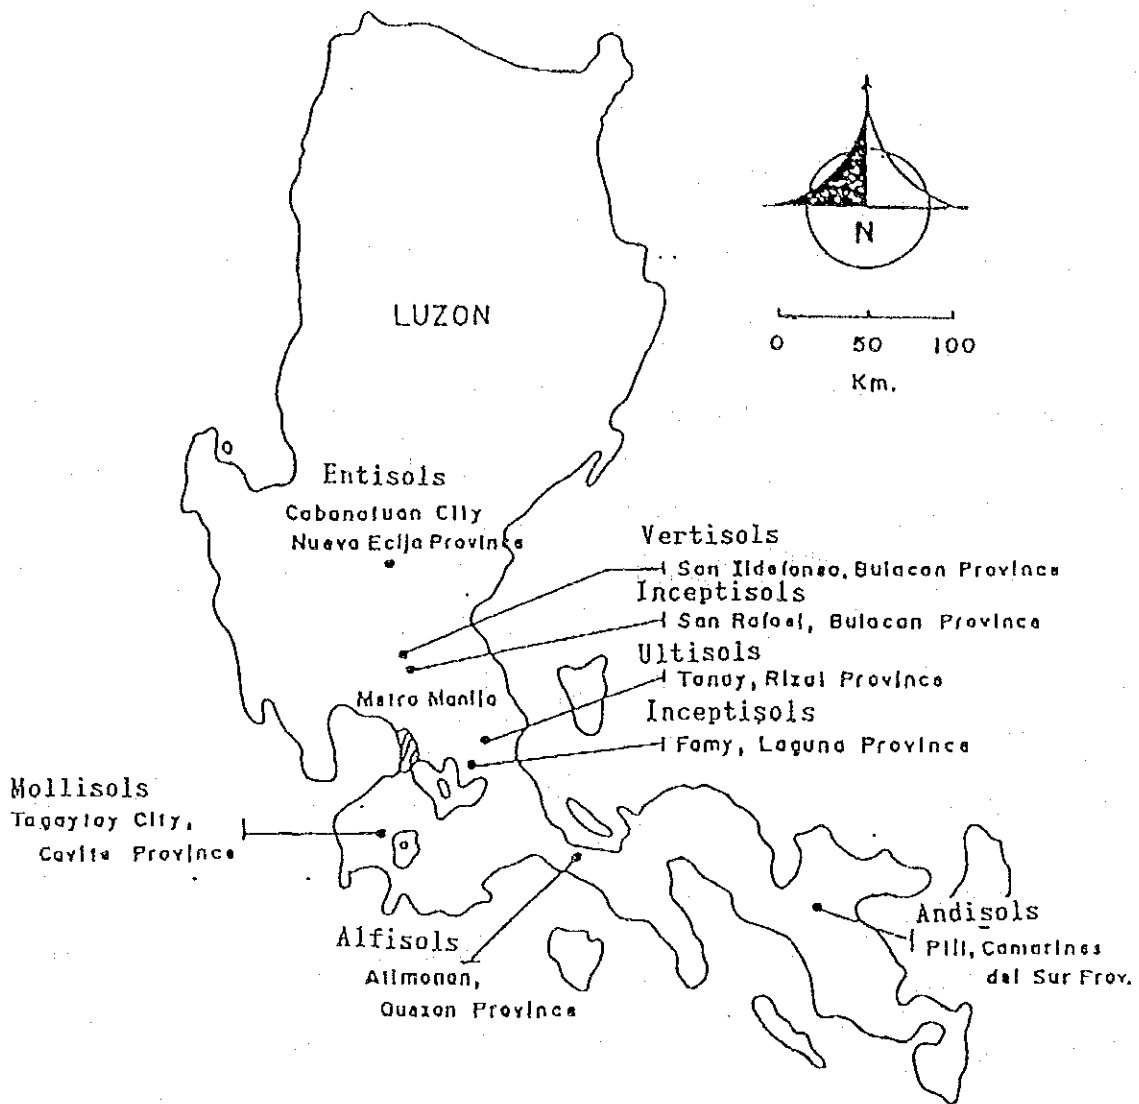 N
LUZON
0 50 100
Km.
Entisols
Cabanatuan City
Nueva Ecija Province
Vertisols
San Ildefonso, Bulacan Province
Inceptisols
San Rafael, Bulacan Province
Ultisols
Tanay, Rizal Province
Metro Manila
Inceptisols
Famy, Laguna Province
Mollisols
Tagaytay City,
Cavite Province
Alfisols
Atimonan,
Quezon Province
Andisols
Pili, Camarines
del Sur Prov.